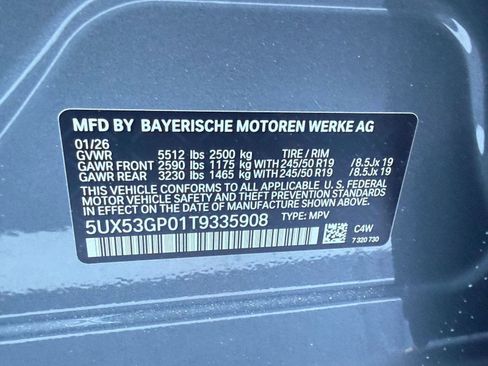 MFD BY BAYERISCHE MOTOREN WERKE AG
01/26
GVWR 5512 lbs 2500 kg TIRE / RIM
GAWR FRONT 2590 lbs 1175 kg WITH 245/50 R19 / 8.5Jx 19
GAWR REAR 3230 lbs 1465 kg WITH 245/50 R19 / 8.5Jx 19
THIS VEHICLE CONFORMS TO ALL APPLICABLE U. S. FEDERAL
MOTOR VEHICLE SAFETY AND THEFT PREVENTION STANDARDS
IN EFFECT ON THE DATE OF MANUFACTURE SHOWN ABOVE.
5UX53GP01T9335908 TYPE: MPV
C4W
7 320 730